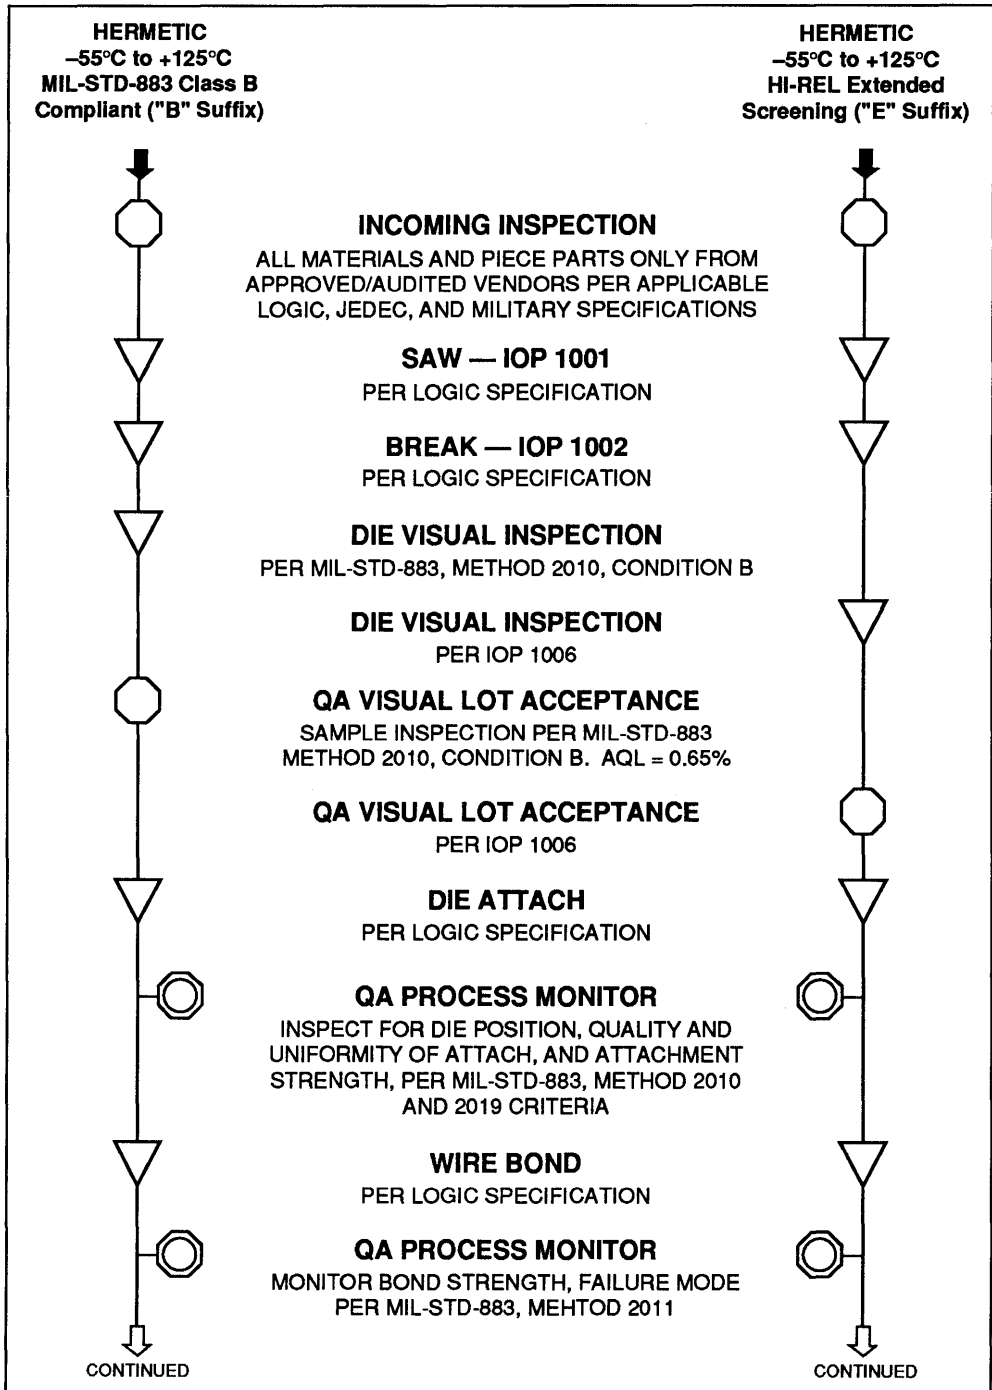 HERMETIC
–55°C to +125°C
MIL-STD-883 Class B
Compliant ("B" Suffix)
HERMETIC
–55°C to +125°C
HI-REL Extended
Screening ("E" Suffix)
INCOMING INSPECTION
ALL MATERIALS AND PIECE PARTS ONLY FROM
APPROVED/AUDITED VENDORS PER APPLICABLE
LOGIC, JEDEC, AND MILITARY SPECIFICATIONS
SAW — IOP 1001
PER LOGIC SPECIFICATION
BREAK — IOP 1002
PER LOGIC SPECIFICATION
DIE VISUAL INSPECTION
PER MIL-STD-883, METHOD 2010, CONDITION B
DIE VISUAL INSPECTION
PER IOP 1006
QA VISUAL LOT ACCEPTANCE
SAMPLE INSPECTION PER MIL-STD-883
METHOD 2010, CONDITION B. AQL = 0.65%
QA VISUAL LOT ACCEPTANCE
PER IOP 1006
DIE ATTACH
PER LOGIC SPECIFICATION
QA PROCESS MONITOR
INSPECT FOR DIE POSITION, QUALITY AND
UNIFORMITY OF ATTACH, AND ATTACHMENT
STRENGTH, PER MIL-STD-883, METHOD 2010
AND 2019 CRITERIA
WIRE BOND
PER LOGIC SPECIFICATION
QA PROCESS MONITOR
MONITOR BOND STRENGTH, FAILURE MODE
PER MIL-STD-883, MEHTOD 2011
CONTINUED
CONTINUED